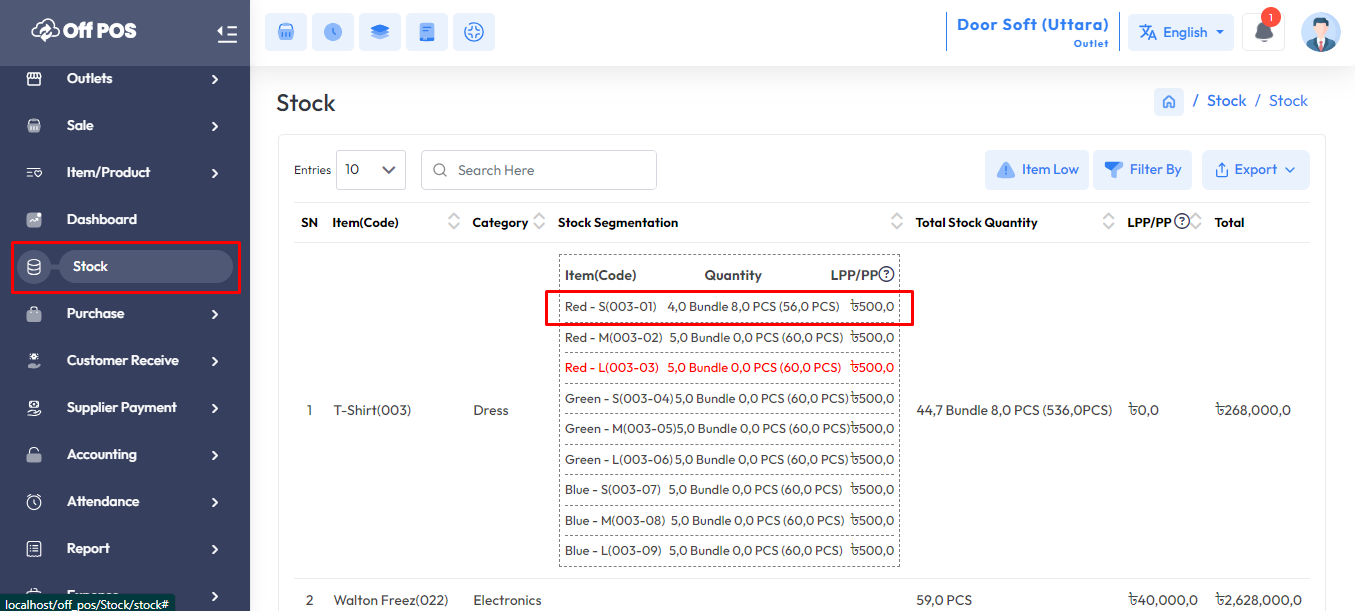 Off POS
Door Soft (Uttara)
Outlet
English
1
Outlets
Sale
Item/Product
Dashboard
Stock
Purchase
Customer Receive
Supplier Payment
Accounting
Attendance
Report
localhost/off_pos/Stock/stock#
Stock
/ Stock / Stock
Entries 10 Search Here Item Low Filter By Export
SN Item(Code) Category Stock Segmentation Total Stock Quantity LPP/PP ? Total
Item(Code) Quantity LPP/PP ?
Red - S(003-01) 4,0 Bundle 8,0 PCS (56,0 PCS) ৳500,0
Red - M(003-02) 5,0 Bundle 0,0 PCS (60,0 PCS) ৳500,0
Red - L(003-03) 5,0 Bundle 0,0 PCS (60,0 PCS) ৳500,0
Green - S(003-04) 5,0 Bundle 0,0 PCS (60,0 PCS) ৳500,0
1 T-Shirt(003) Dress 44,7 Bundle 8,0 PCS (536,0PCS) ৳0,0 ৳268,000,0
Green - M(003-05) 5,0 Bundle 0,0 PCS (60,0 PCS) ৳500,0
Green - L(003-06) 5,0 Bundle 0,0 PCS (60,0 PCS) ৳500,0
Blue - S(003-07) 5,0 Bundle 0,0 PCS (60,0 PCS) ৳500,0
Blue - M(003-08) 5,0 Bundle 0,0 PCS (60,0 PCS) ৳500,0
Blue - L(003-09) 5,0 Bundle 0,0 PCS (60,0 PCS) ৳500,0
2 Walton Freez(022) Electronics 59,0 PCS ৳40,000,0 ৳2,628,000,0